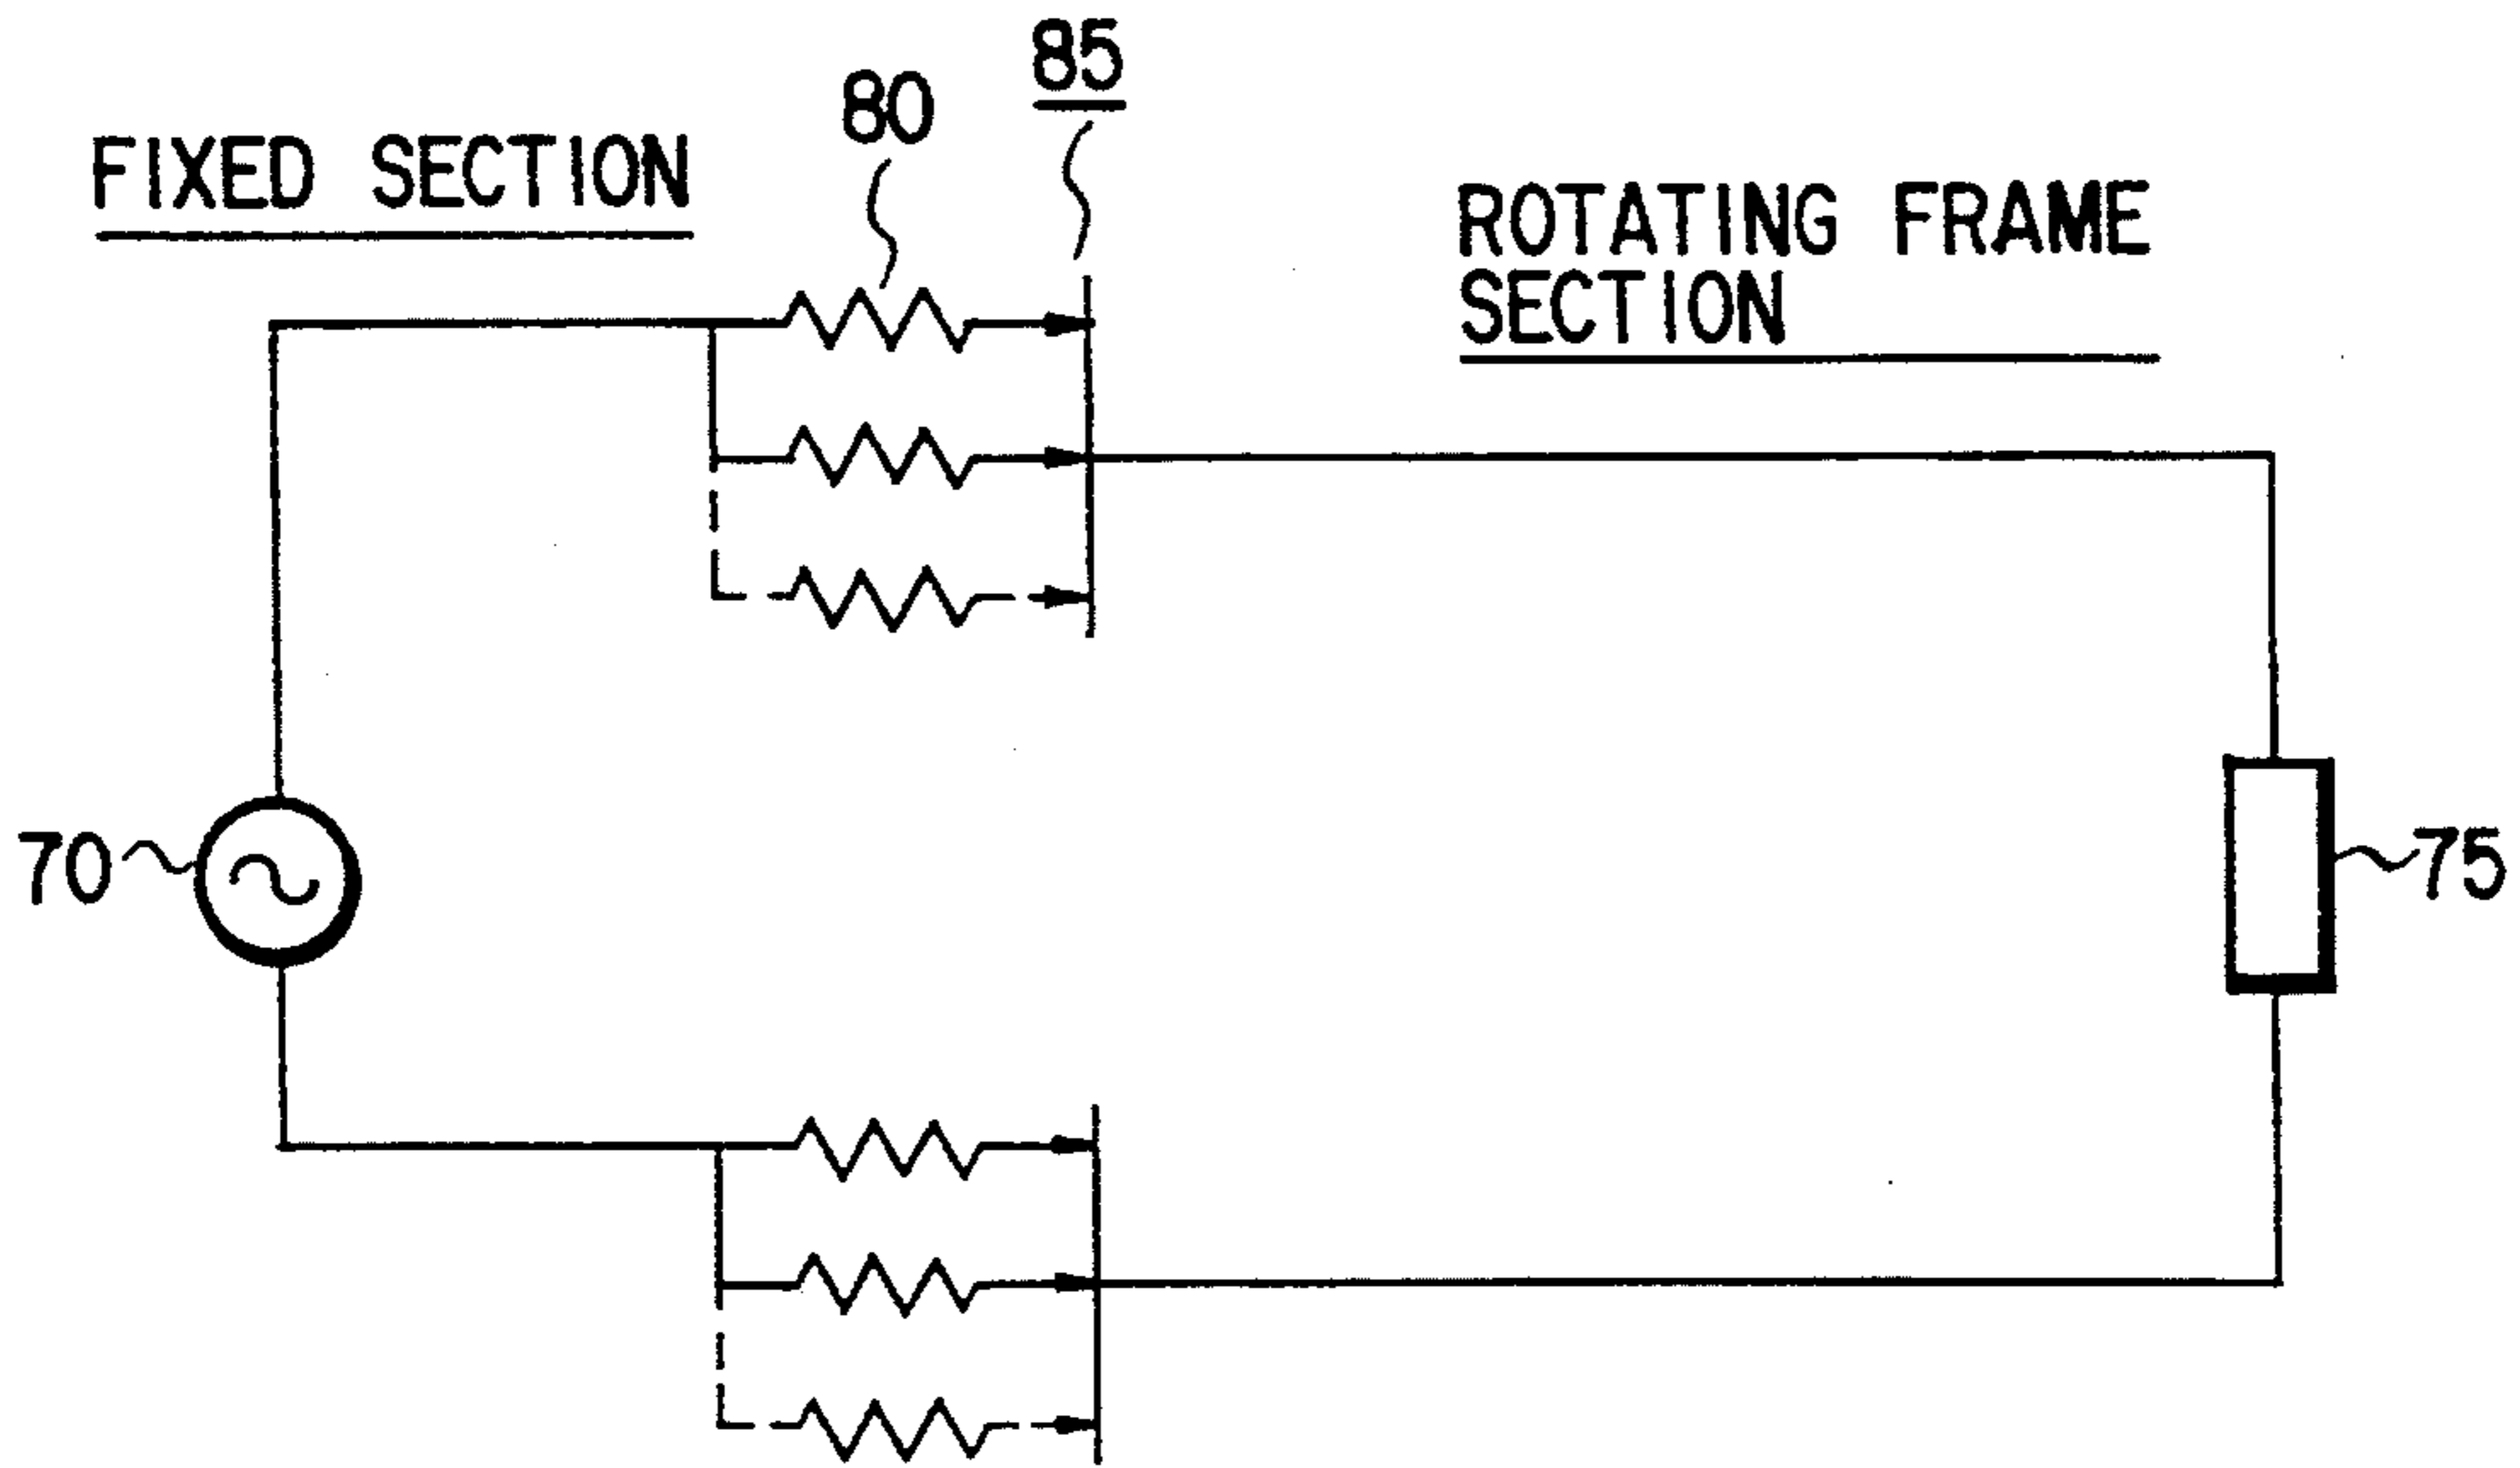 85
80
FIXED SECTION
ROTATING FRAME
SECTION
70
75